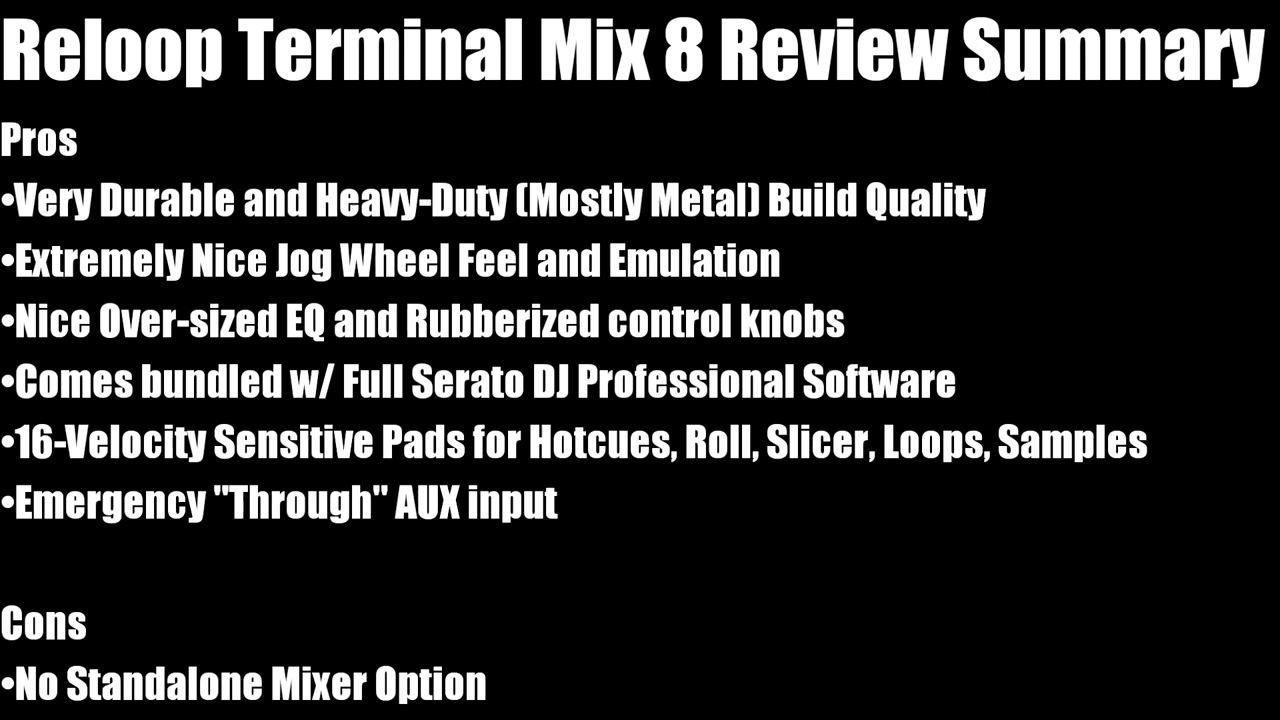 Reloop Terminal Mix 8 Review Summary
Pros
•Very Durable and Heavy-Duty (Mostly Metal) Build Quality
•Extremely Nice Jog Wheel Feel and Emulation
•Nice Over-sized EQ and Rubberized control knobs
•Comes bundled w/ Full Serato DJ Professional Software
•16-Velocity Sensitive Pads for Hotcues, Roll, Slicer, Loops, Samples
•Emergency "Through" AUX input
Cons
•No Standalone Mixer Option